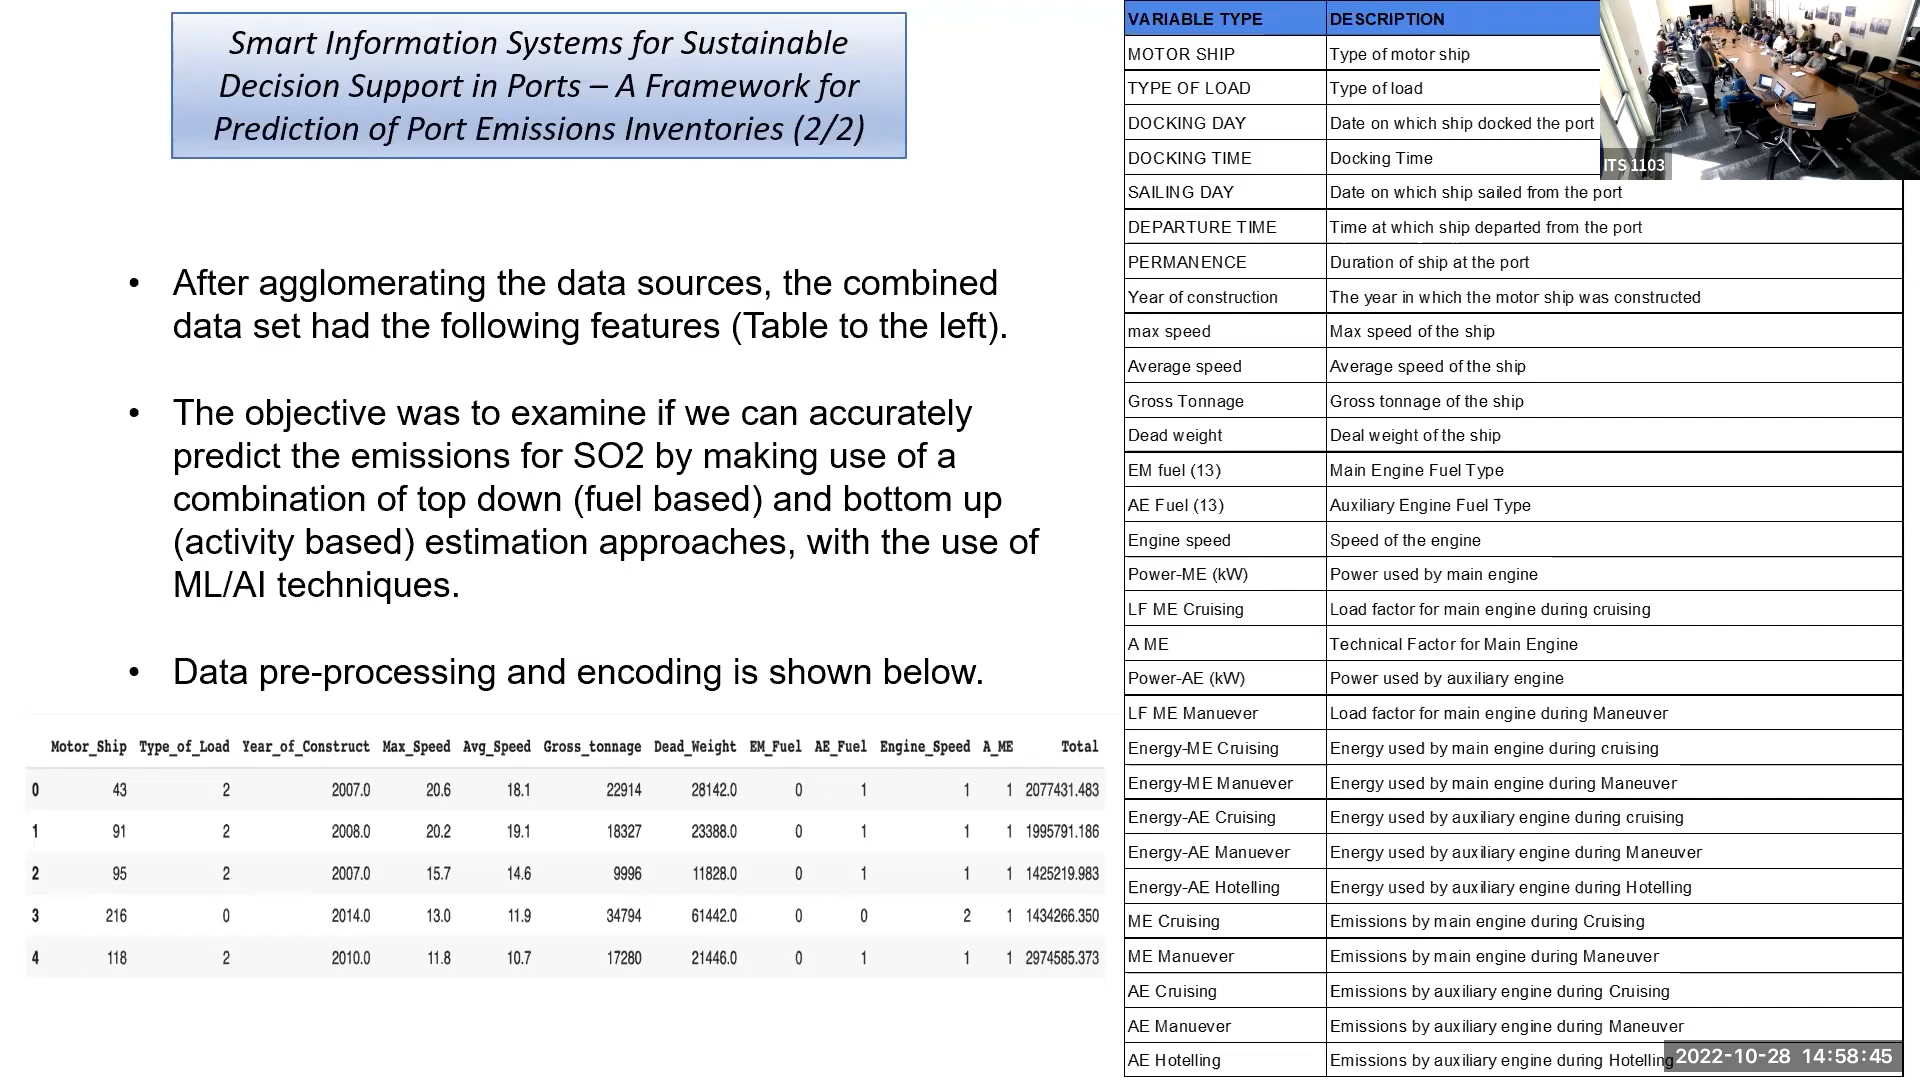 Smart Information Systems for Sustainable
Decision Support in Ports – A Framework for
Prediction of Port Emissions Inventories (2/2)
• After agglomerating the data sources, the combined
data set had the following features (Table to the left).
• The objective was to examine if we can accurately
predict the emissions for SO2 by making use of a
combination of top down (fuel based) and bottom up
(activity based) estimation approaches, with the use of
ML/AI techniques.
• Data pre-processing and encoding is shown below.
Motor_Ship Type_of_Load Year_of_Construct Max_Speed Avg_Speed Gross_tonnage Dead_Weight EM_Fuel AE_Fuel Engine_Speed A_ME Total
0 43 2 2007.0 20.6 18.1 22914 28142.0 0 1 1 1 2077431.483
1 91 2 2008.0 20.2 19.1 18327 23388.0 0 1 1 1 1995791.186
2 95 2 2007.0 15.7 14.6 9996 11828.0 0 1 1 1 1425219.983
3 216 0 2014.0 13.0 11.9 34794 61442.0 0 0 2 1 1434266.350
4 118 2 2010.0 11.8 10.7 17280 21446.0 0 1 1 1 2974585.373
VARIABLE TYPE DESCRIPTION
MOTOR SHIP Type of motor ship
TYPE OF LOAD Type of load
DOCKING DAY Date on which ship docked the port
DOCKING TIME Docking Time
SAILING DAY Date on which ship sailed from the port
DEPARTURE TIME Time at which ship departed from the port
PERMANENCE Duration of ship at the port
Year of construction The year in which the motor ship was constructed
max speed Max speed of the ship
Average speed Average speed of the ship
Gross Tonnage Gross tonnage of the ship
Dead weight Deal weight of the ship
EM fuel (13) Main Engine Fuel Type
AE Fuel (13) Auxiliary Engine Fuel Type
Engine speed Speed of the engine
Power-ME (kW) Power used by main engine
LF ME Cruising Load factor for main engine during cruising
A ME Technical Factor for Main Engine
Power-AE (kW) Power used by auxiliary engine
LF ME Manuever Load factor for main engine during Maneuver
Energy-ME Cruising Energy used by main engine during cruising
Energy-ME Manuever Energy used by main engine during Maneuver
Energy-AE Cruising Energy used by auxiliary engine during cruising
Energy-AE Manuever Energy used by auxiliary engine during Maneuver
Energy-AE Hotelling Energy used by auxiliary engine during Hotelling
ME Cruising Emissions by main engine during Cruising
ME Manuever Emissions by main engine during Maneuver
AE Cruising Emissions by auxiliary engine during Cruising
AE Manuever Emissions by auxiliary engine during Maneuver
AE Hotelling Emissions by auxiliary engine during Hotelling
ITS 1103
2022-10-28 14:58:45